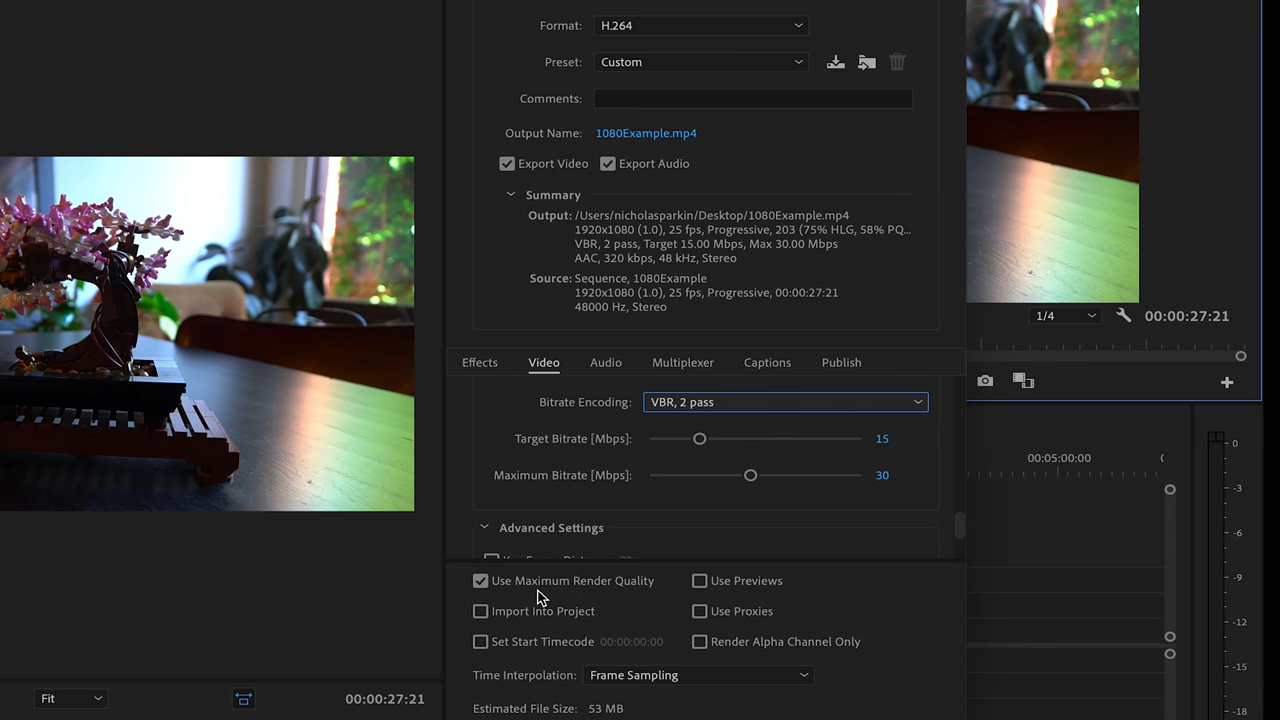 Format: H.264
Preset: Custom
Comments:
Output Name: 1080Example.mp4
Export Video Export Audio
Summary
Output: /Users/nicholasparkin/Desktop/1080Example.mp4
1920x1080 (1.0), 25 fps, Progressive, 203 (75% HLG, 58% PQ...
VBR, 2 pass, Target 15.00 Mbps, Max 30.00 Mbps
AAC, 320 kbps, 48 kHz, Stereo
Source: Sequence, 1080Example
1920x1080 (1.0), 25 fps, Progressive, 00:00:27:21
48000 Hz, Stereo
1/4 00:00:27:21
Effects Video Audio Multiplexer Captions Publish
Bitrate Encoding: VBR, 2 pass
Target Bitrate [Mbps]: 15
Maximum Bitrate [Mbps]: 30
Advanced Settings
Use Maximum Render Quality Use Previews
Import Into Project Use Proxies
Set Start Timecode 00:00:00:00 Render Alpha Channel Only
Time Interpolation: Frame Sampling
Estimated File Size: 53 MB
Fit 00:00:27:21
00:05:00:00
0
-3
-6
-9
-12
-15
-18